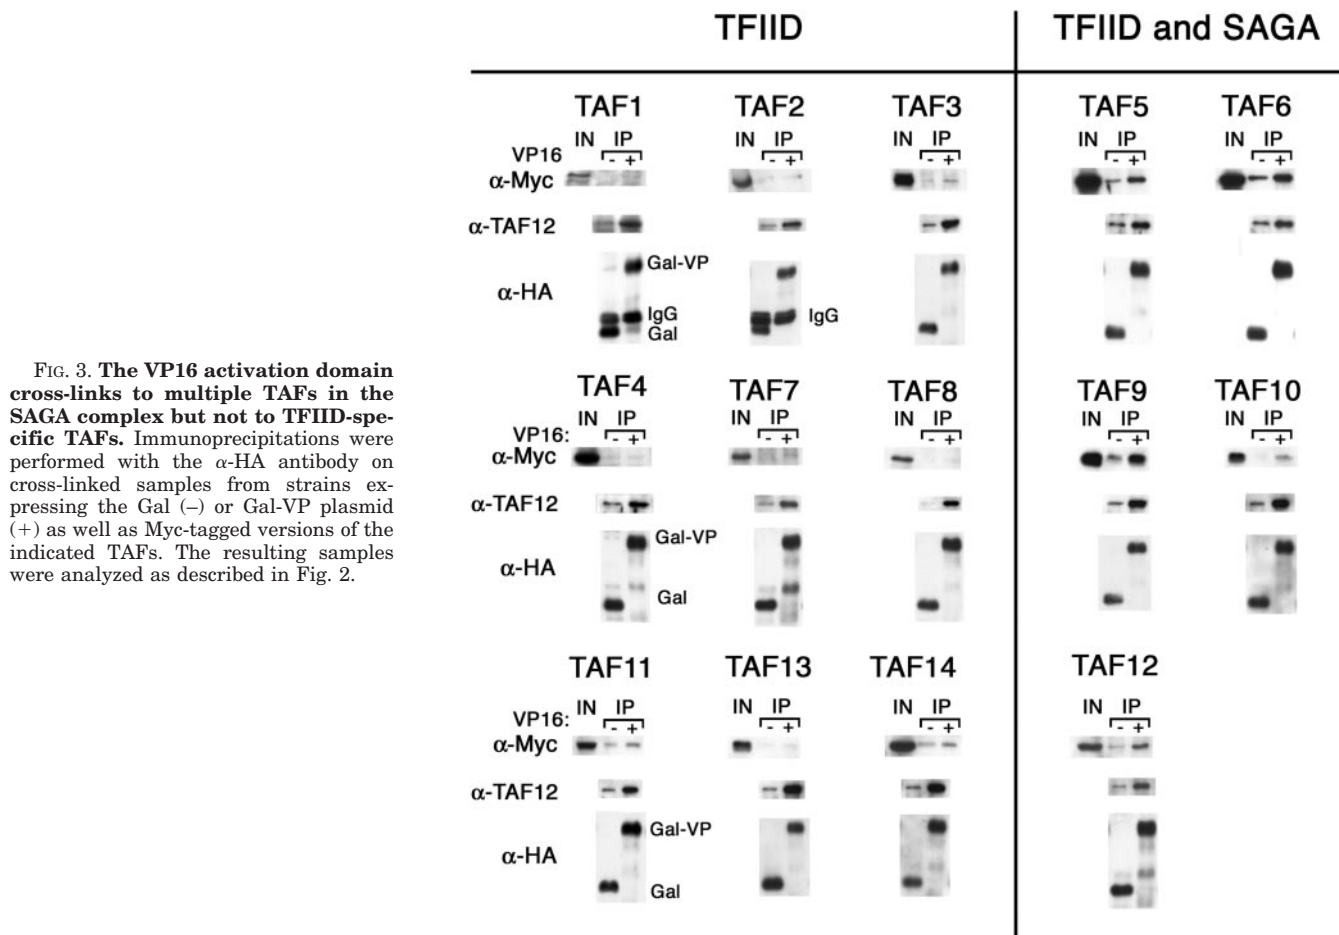 TFIID TFIID and SAGA
TAF1 TAF2 TAF3 TAF5 TAF6
IN IP IN IP IN IP IN IP IN IP
VP16 - + - + - + - + - +
α-Myc
α-TAF12
Gal-VP
α-HA
IgG IgG
Gal
FIG. 3. The VP16 activation domain
cross-links to multiple TAFs in the
SAGA complex but not to TFIID-spe-
cific TAFs. Immunoprecipitations were
performed with the α-HA antibody on
cross-linked samples from strains ex-
pressing the Gal (–) or Gal-VP plasmid
(+) as well as Myc-tagged versions of the
indicated TAFs. The resulting samples
were analyzed as described in Fig. 2.
TAF4 TAF7 TAF8 TAF9 TAF10
IN IP IN IP IN IP IN IP IN IP
VP16: - + - + - + - + - +
α-Myc
α-TAF12
Gal-VP
α-HA
Gal
TAF11 TAF13 TAF14 TAF12
IN IP IN IP IN IP IN IP
VP16: - + - + - + - +
α-Myc
α-TAF12
Gal-VP
α-HA
Gal